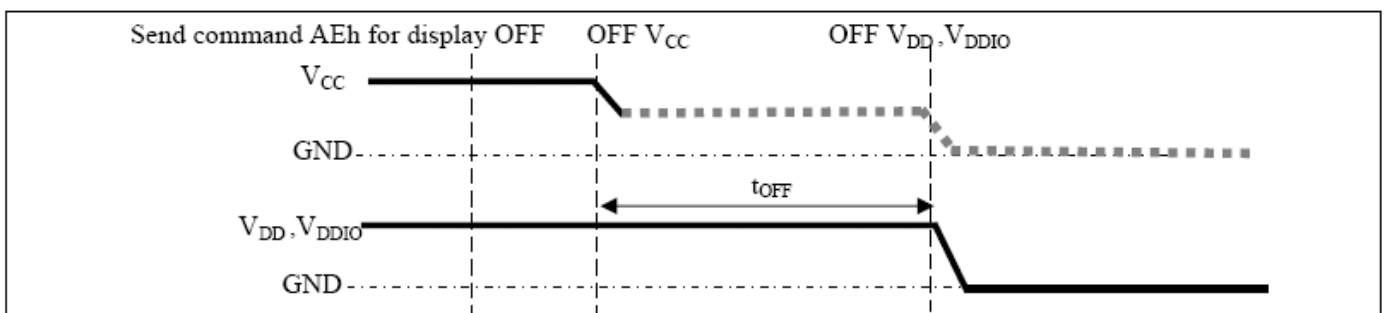 Send command AEh for display OFF OFF VCC OFF VDD ,VDDIO
VCC
GND
tOFF
VDD ,VDDIO
GND